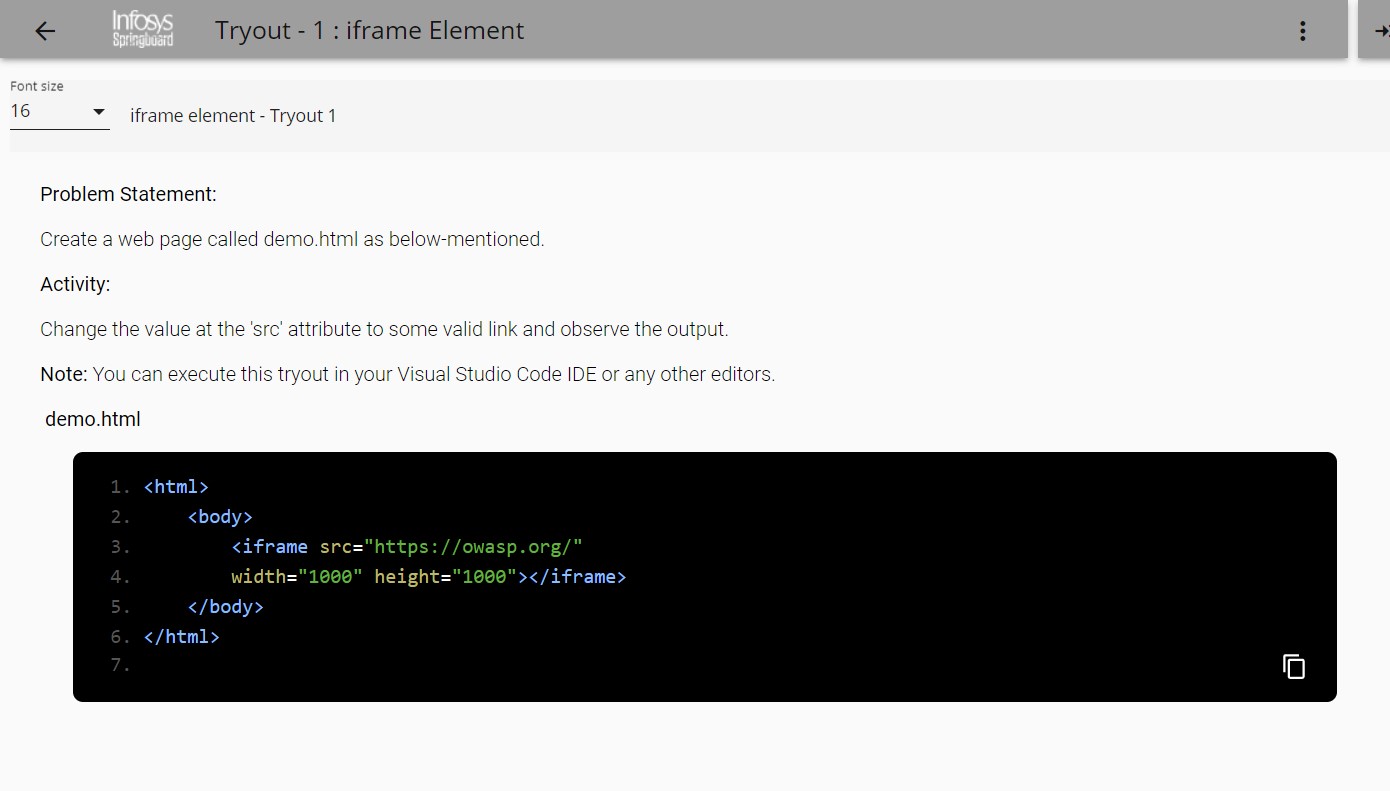 Infosys
Springboard
Tryout - 1 : iframe Element
Font size
16
iframe element - Tryout 1
Problem Statement:
Create a web page called demo.html as below-mentioned.
Activity:
Change the value at the 'src' attribute to some valid link and observe the output.
Note: You can execute this tryout in your Visual Studio Code IDE or any other editors.
demo.html
1. <html>
2.     <body>
3.         <iframe src="https://owasp.org/"
4.         width="1000" height="1000"></iframe>
5.     </body>
6. </html>
7.